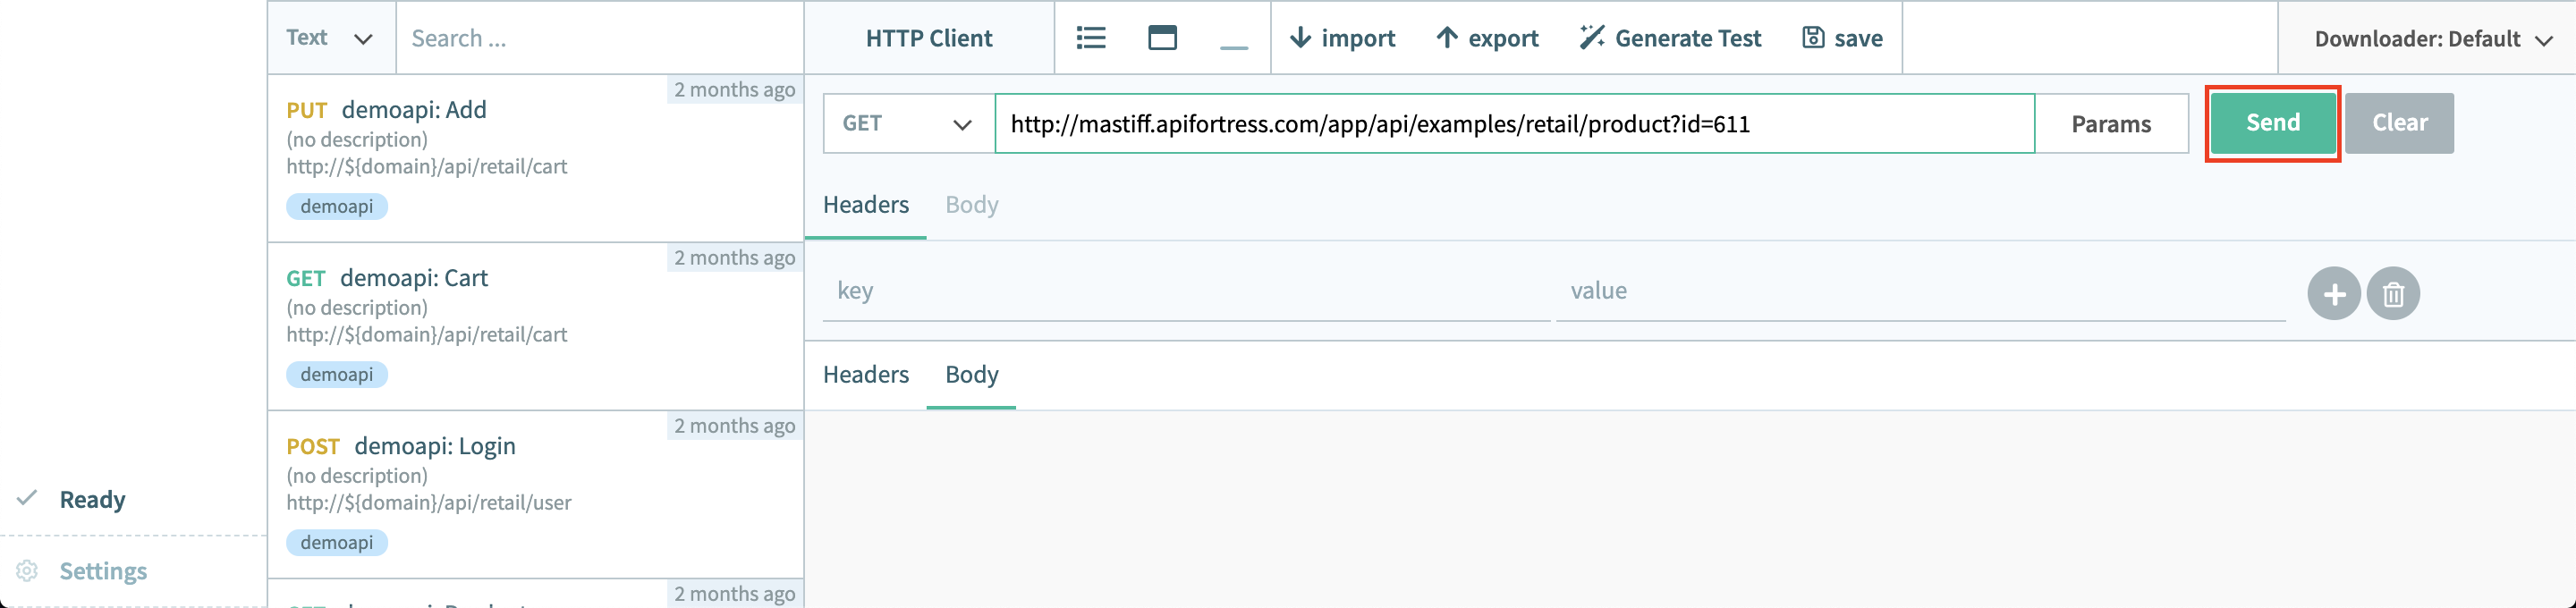 Text
Search ...
HTTP Client
import
export
Generate Test
save
Downloader: Default
2 months ago
PUT demoapi: Add
(no description)
http://${domain}/api/retail/cart
demoapi
2 months ago
GET demoapi: Cart
(no description)
http://${domain}/api/retail/cart
demoapi
2 months ago
POST demoapi: Login
(no description)
http://${domain}/api/retail/user
demoapi
2 months ago
GET
http://mastiff.apifortress.com/app/api/examples/retail/product?id=611
Params
Send
Clear
Headers Body
key
value
Headers Body
Ready
Settings